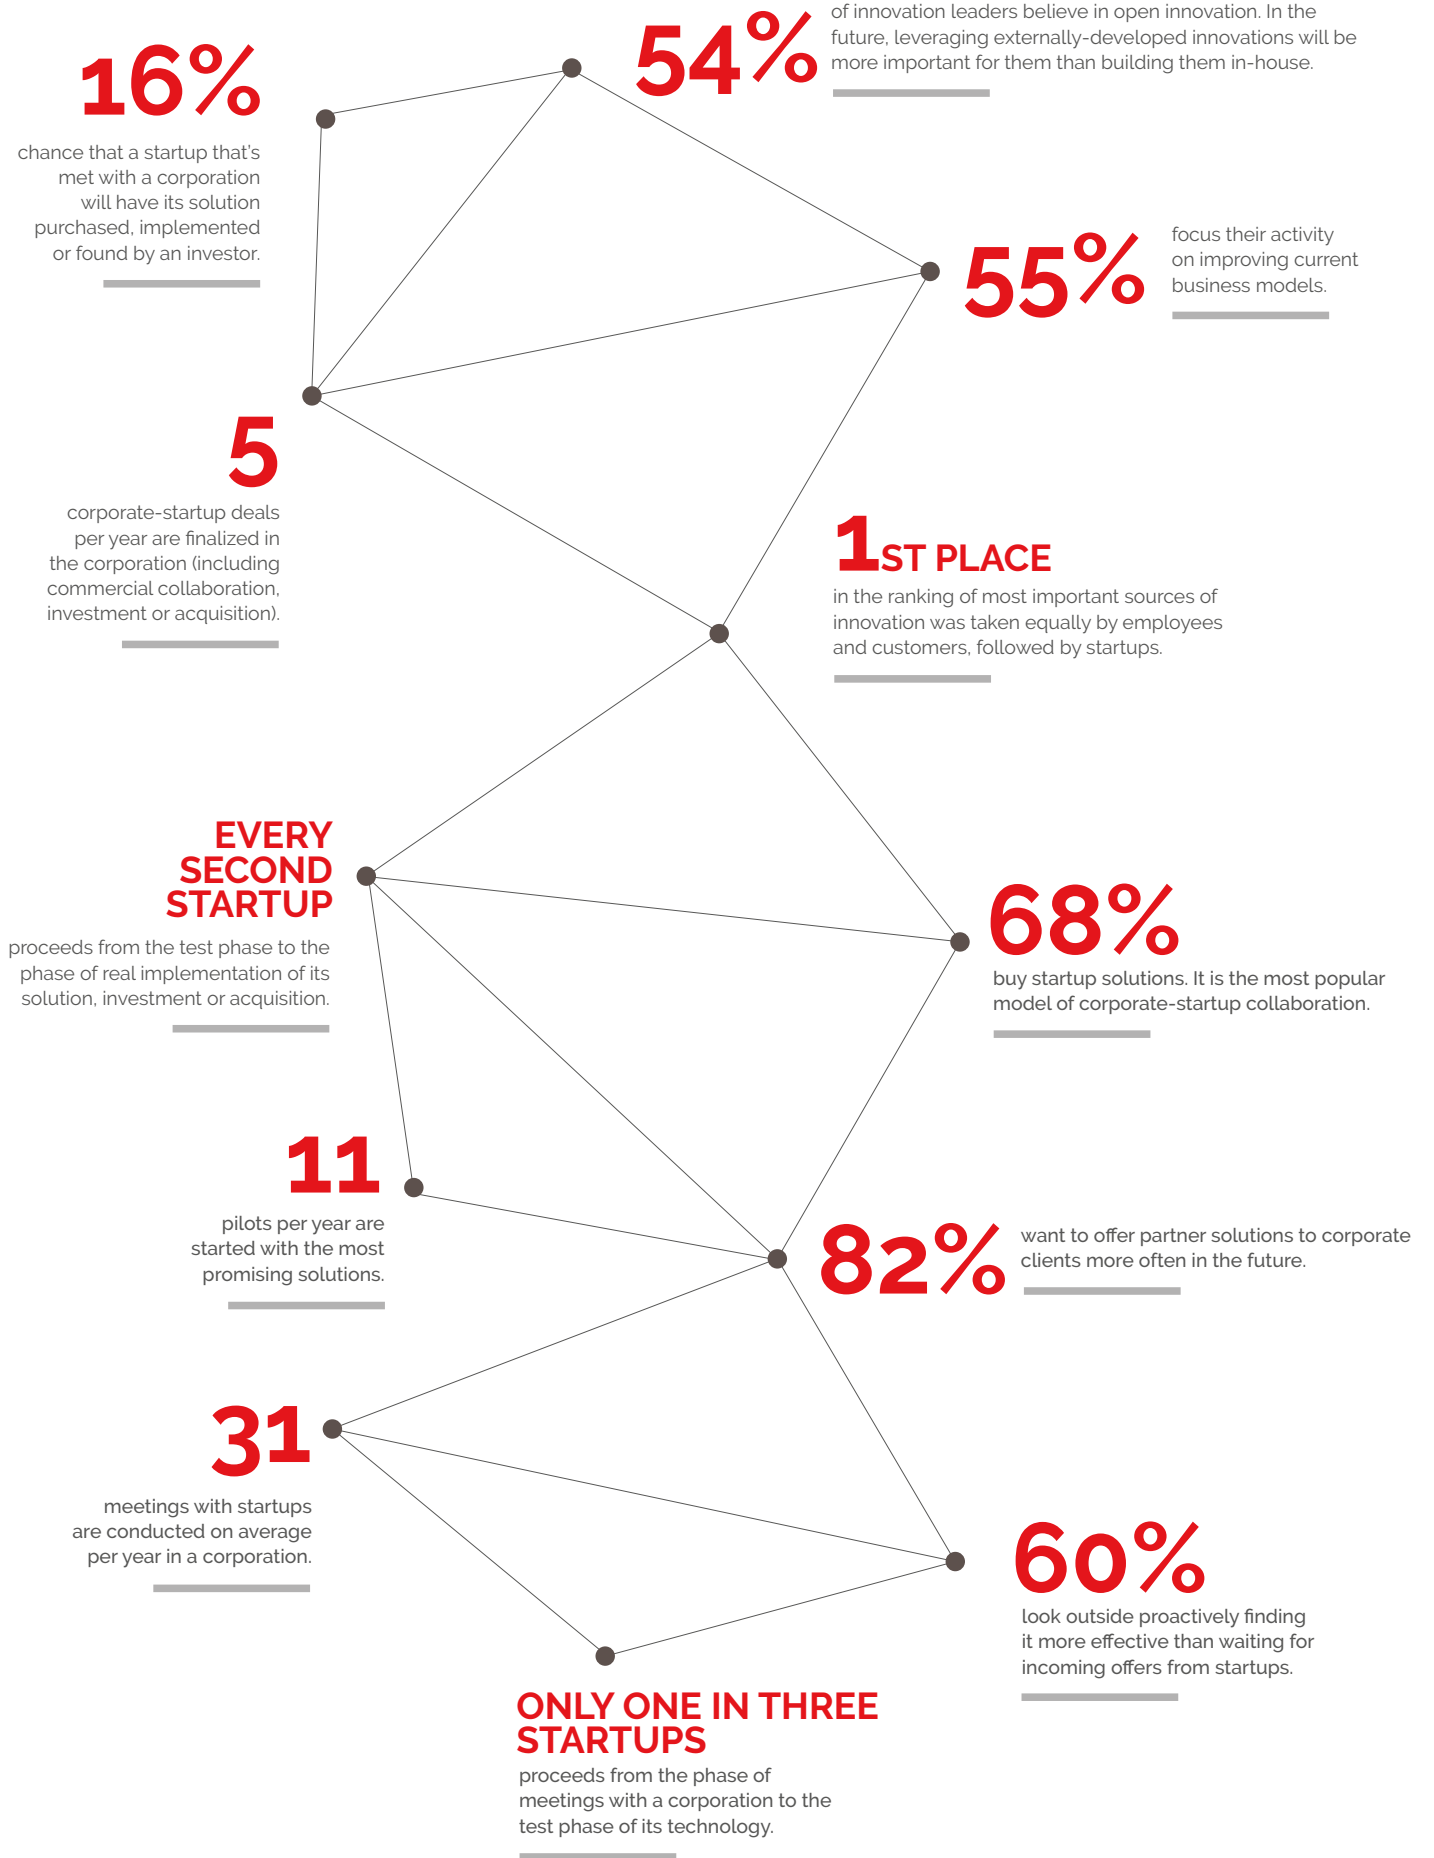 16%
chance that a startup that's
met with a corporation
will have its solution
purchased, implemented
or found by an investor.
54%
of innovation leaders believe in open innovation. In the
future, leveraging externally-developed innovations will be
more important for them than building them in-house.
55%
focus their activity
on improving current
business models.
5
corporate-startup deals
per year are finalized in
the corporation (including
commercial collaboration,
investment or acquisition).
1ST PLACE
in the ranking of most important sources of
innovation was taken equally by employees
and customers, followed by startups.
EVERY
SECOND
STARTUP
proceeds from the test phase to the
phase of real implementation of its
solution, investment or acquisition.
68%
buy startup solutions. It is the most popular
model of corporate-startup collaboration.
11
pilots per year are
started with the most
promising solutions.
82%
want to offer partner solutions to corporate
clients more often in the future.
31
meetings with startups
are conducted on average
per year in a corporation.
60%
look outside proactively finding
it more effective than waiting for
incoming offers from startups.
ONLY ONE IN THREE
STARTUPS
proceeds from the phase of
meetings with a corporation to the
test phase of its technology.